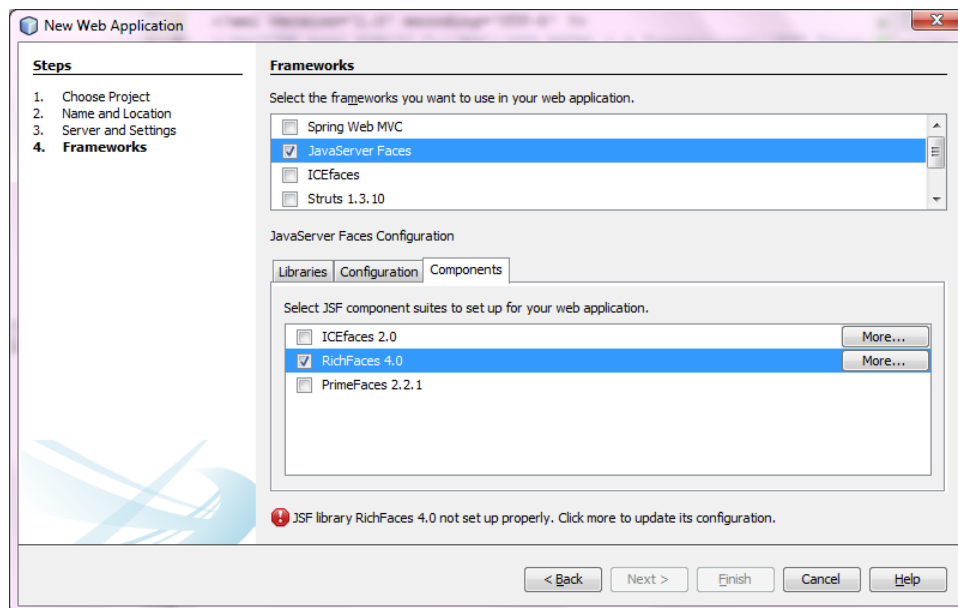 New Web Application
Steps
1. Choose Project
2. Name and Location
3. Server and Settings
4. Frameworks
Frameworks
Select the frameworks you want to use in your web application.
Spring Web MVC
JavaServer Faces
ICEfaces
Struts 1.3.10
JavaServer Faces Configuration
Libraries Configuration Components
Select JSF component suites to set up for your web application.
ICEfaces 2.0 More...
RichFaces 4.0 More...
PrimeFaces 2.2.1
JSF library RichFaces 4.0 not set up properly. Click more to update its configuration.
< Back Next > Finish Cancel Help